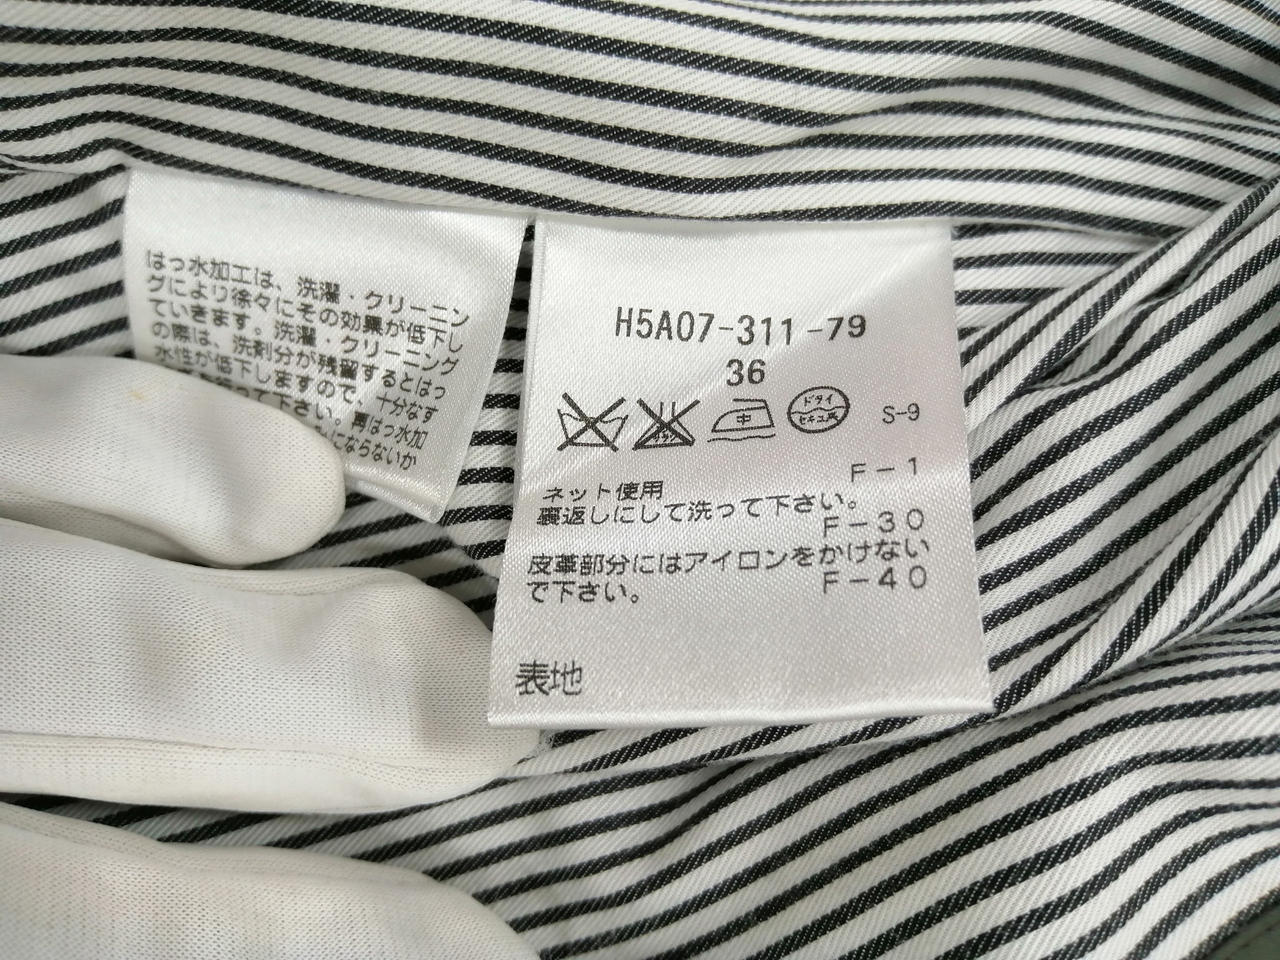 はっ水加工は、洗濯・クリーニン
グにより徐々にその効果が低下し
ていきます。洗濯・クリーニング
の際は、洗剤分が残留するとはっ
水性が低下しますので、十分なす
って下さい。再はっ水加
にならないか
H5A07-311-79
36
中
ドライ
セキユ系
S-9
F-1
ネット使用
裏返しにして洗って下さい。
F-30
皮革部分にはアイロンをかけない
で下さい。
F-40
表地